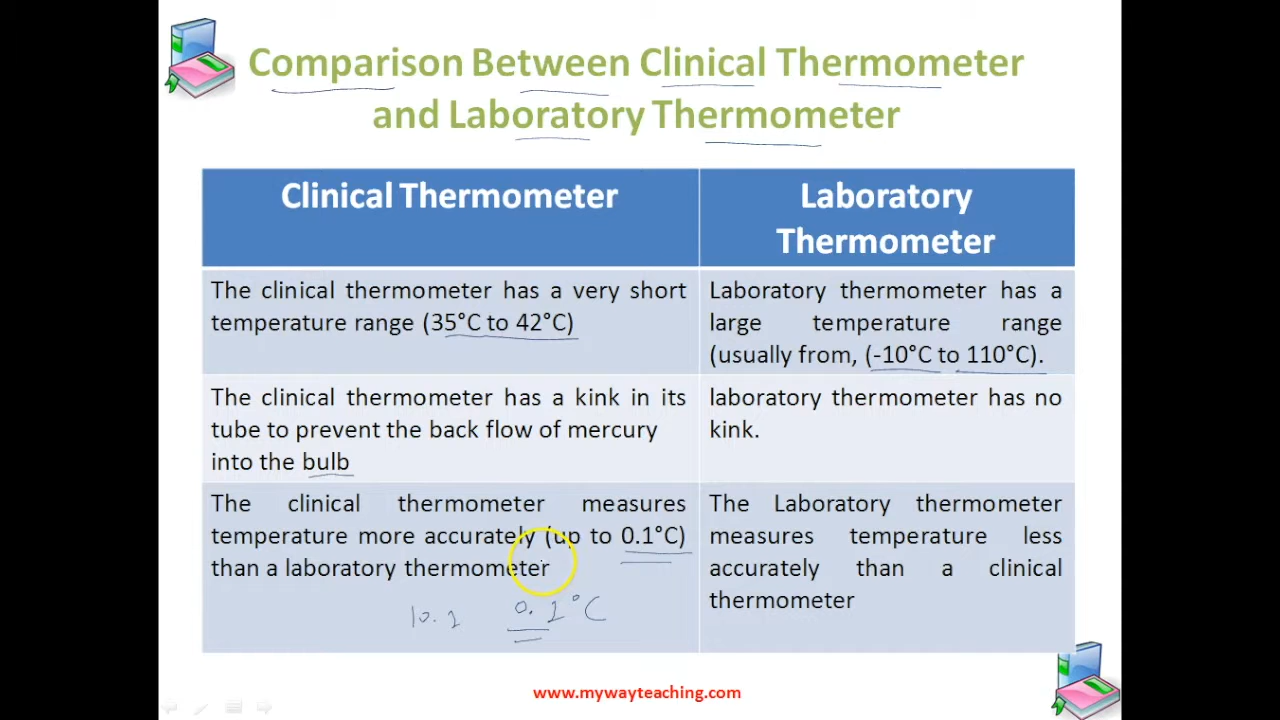 Comparison Between Clinical Thermometer
and Laboratory Thermometer
Clinical Thermometer
Laboratory
Thermometer
The clinical thermometer has a very short
temperature range (35°C to 42°C)
Laboratory thermometer has a
large temperature range
(usually from, (-10°C to 110°C).
The clinical thermometer has a kink in its
tube to prevent the back flow of mercury
into the bulb
laboratory thermometer has no
kink.
The clinical thermometer measures
temperature more accurately (up to 0.1°C)
than a laboratory thermometer
10.1 0.1°C
The Laboratory thermometer
measures temperature less
accurately than a clinical
thermometer
www.mywayteaching.com